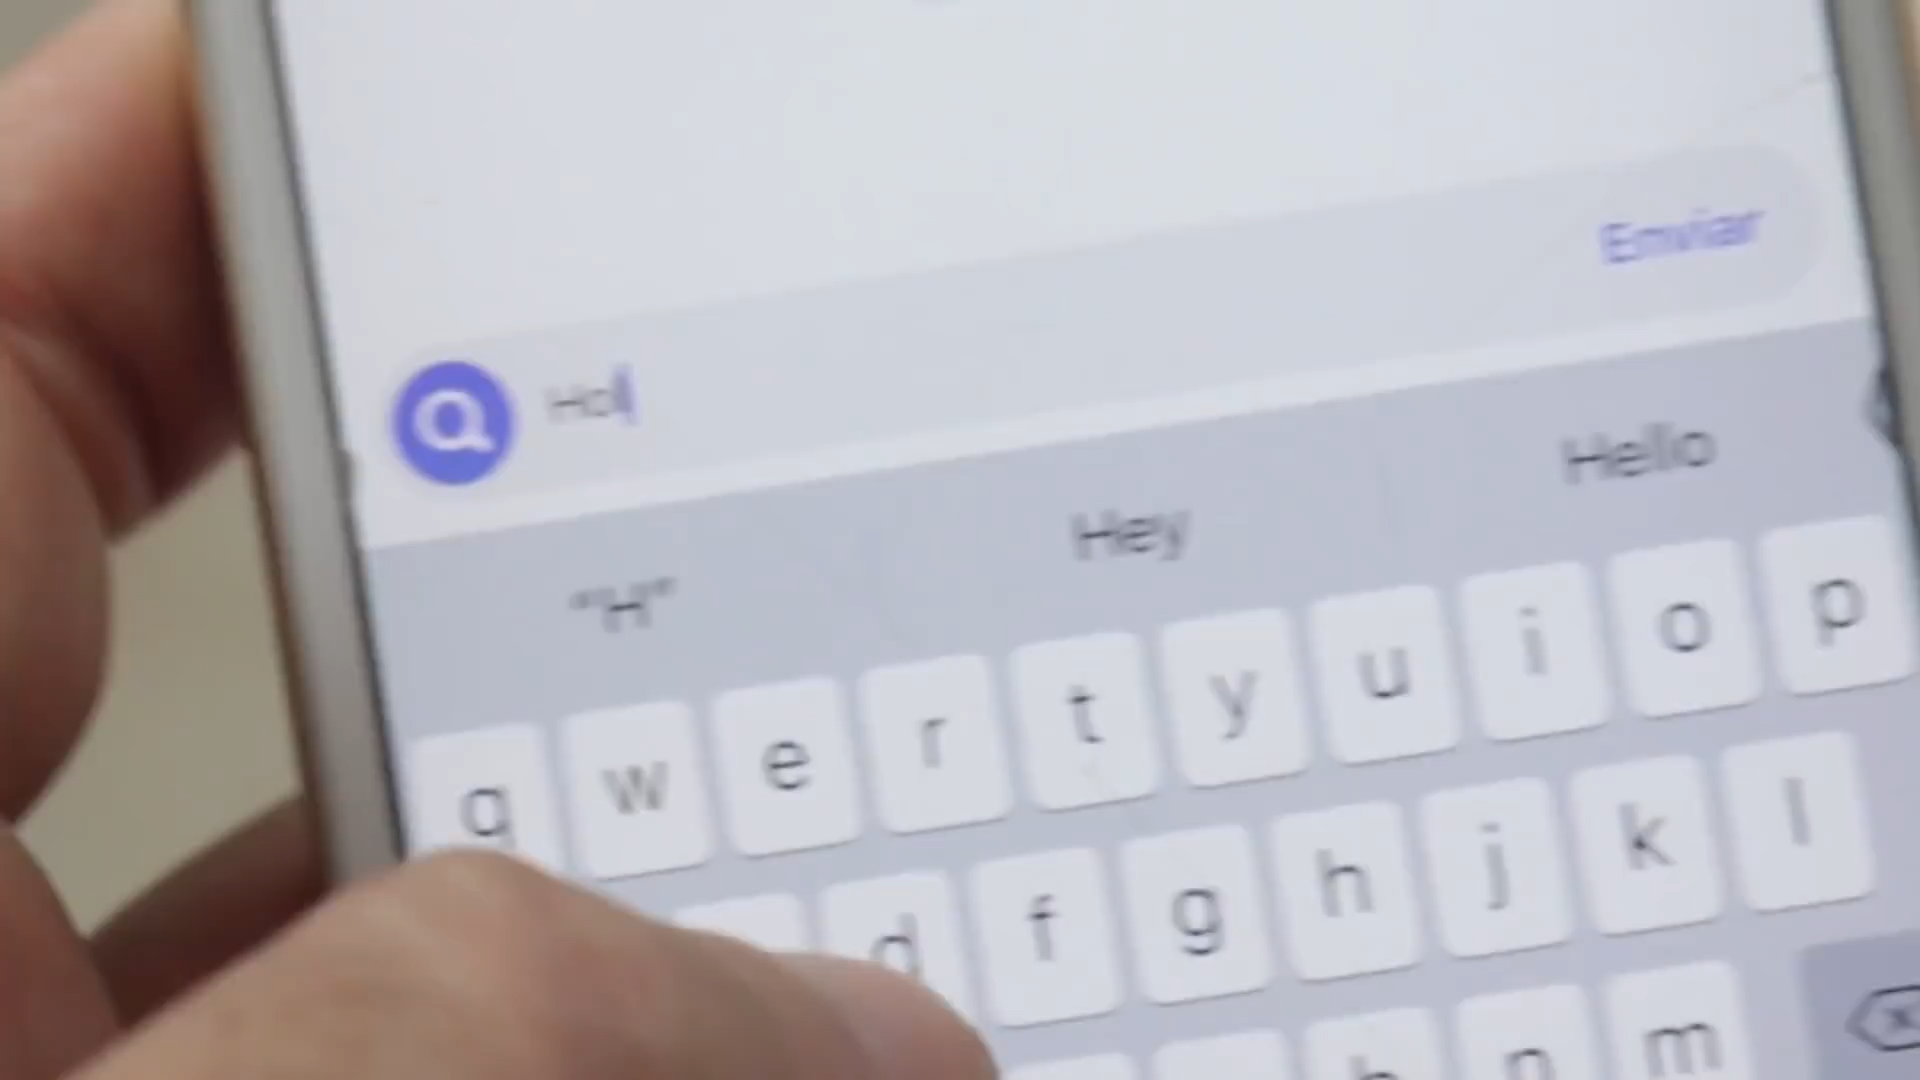 Enviar
Hol
"H" Hey Hello
q w e r t y u i o p
d f g h j k l
b n m